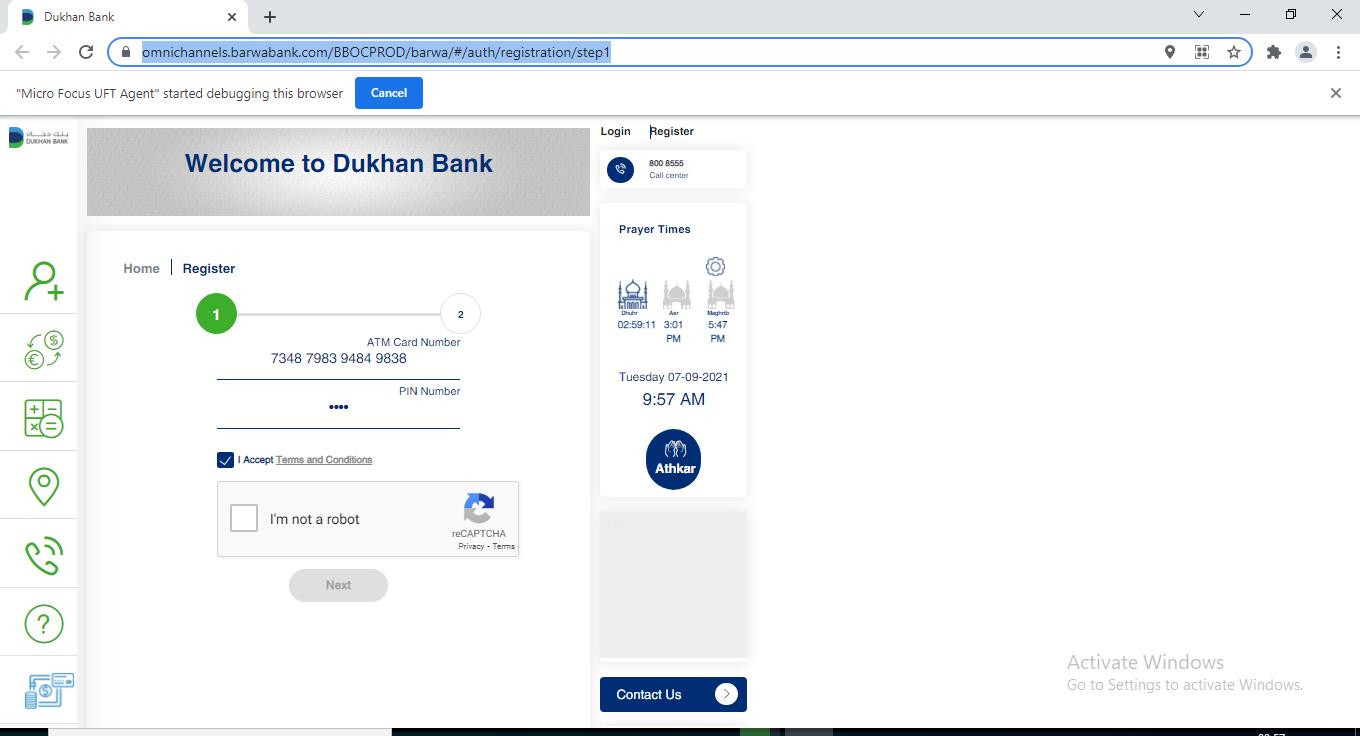 Dukhan Bank
omnichannels.barwabank.com/BBOCPROD/barwa/#/auth/registration/step1
"Micro Focus UFT Agent" started debugging this browser
Cancel
بنك دخان
DUKHAN BANK
Welcome to Dukhan Bank
Login
Register
800 8555
Call center
Home
Register
1
2
ATM Card Number
7348 7983 9484 9838
PIN Number
••••
I Accept Terms and Conditions
I'm not a robot
reCAPTCHA
Privacy - Terms
Next
Prayer Times
Dhuhr
Asr
Maghrib
02:59:11
3:01 PM
5:47 PM
Tuesday 07-09-2021
9:57 AM
Athkar
Contact Us
Activate Windows
Go to Settings to activate Windows.